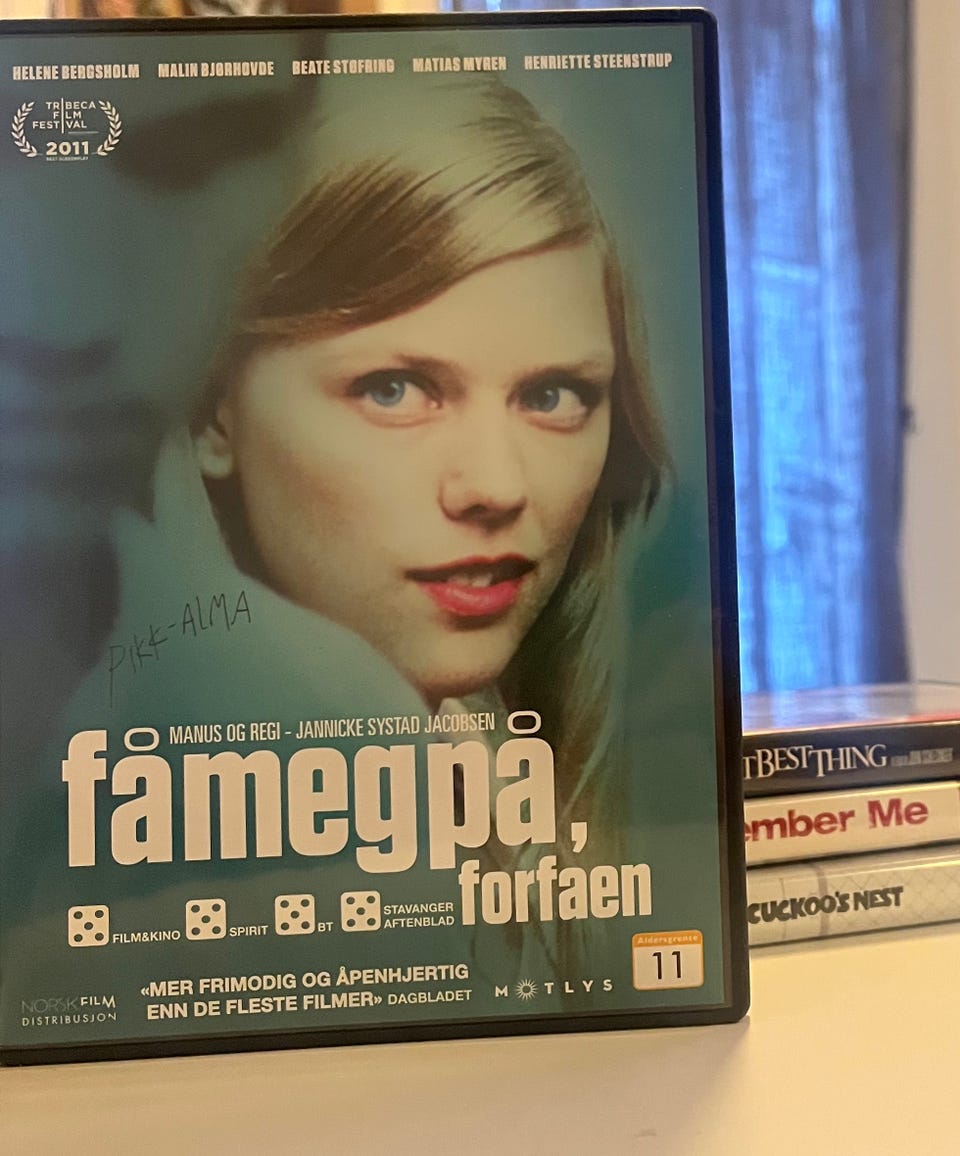 HELENE BERGSHOLM MALIN BJØRHOVDE BEATE STØFRING MATIAS MYREN HENRIETTE STEENSTRUP
TRIBECA
FILM
FESTIVAL
2011
PIKK-ALMA
MANUS OG REGI - JANNICKE SYSTAD JACOBSEN
fåmegpå,
forfaen
FILM&KINO SPIRIT BT STAVANGER
AFTENBLAD
«MER FRIMODIG OG ÅPENHJERTIG
ENN DE FLESTE FILMER» DAGBLADET
NORSK FILM
DISTRIBUSJON
MOTLYS
Aldersgrense
11
T BEST THING
ember Me
CUCKOO'S NEST